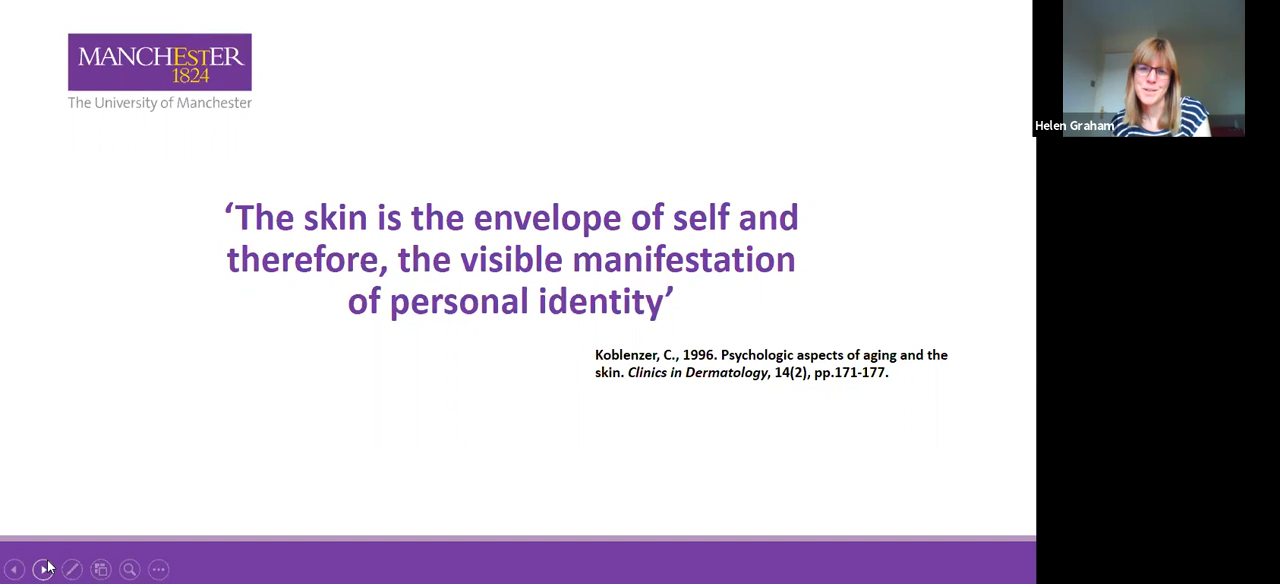 MANCHESTER
1824
The University of Manchester
‘The skin is the envelope of self and
therefore, the visible manifestation
of personal identity’
Koblenzer, C., 1996. Psychologic aspects of aging and the
skin. Clinics in Dermatology, 14(2), pp.171-177.
Helen Graham